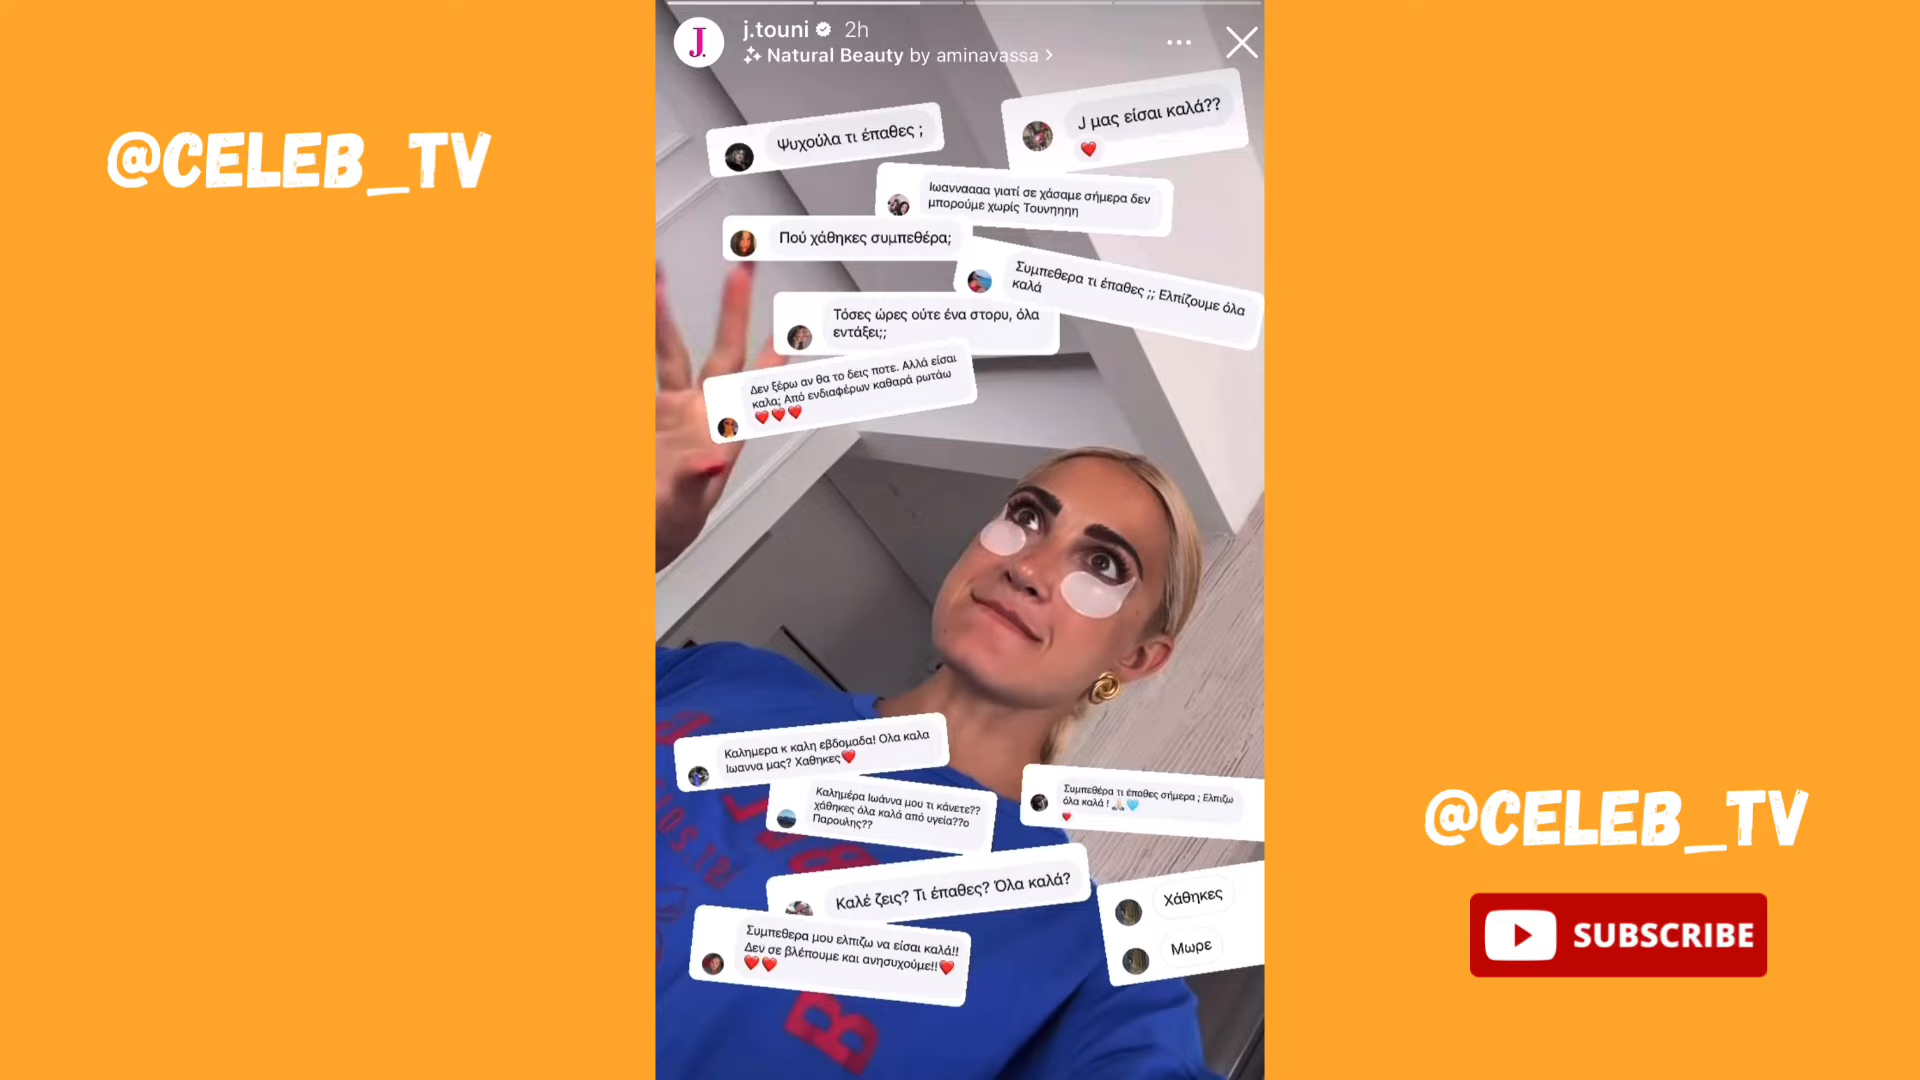 j.touni 2h
Natural Beauty by aminavassa
@CELEB_TV
J μας είσαι καλά??
Ψυχούλα τι έπαθες ;
Ιωανναααα γιατί σε χάσαμε σήμερα δεν
μπορούμε χωρίς Τουνηηηη
Πού χάθηκες συμπεθέρα;
Συμπεθερα τι έπαθες ;; Ελπίζουμε όλα
καλά
Τόσες ώρες ούτε ένα στορυ, όλα
εντάξει;;
Δεν ξέρω αν θα το δεις ποτε. Αλλά είσαι
καλα; Από ενδιαφέρων καθαρά ρωτάω
❤️❤️❤️
Καλημερα κ καλη εβδομαδα! Ολα καλα
Ιωαννα μας? Χαθηκες❤️
Καλημέρα Ιωάννα μου τι κάνετε??
χάθηκες όλα καλά από υγεία??ο
Παρουλης??
Συμπεθέρα τι έπαθες σήμερα ; Ελπιζω
όλα καλά ! 🙏🏻🩵
Καλέ ζεις? Τι έπαθες? Όλα καλά?
Χάθηκες
Μωρε
Συμπεθερα μου ελπιζω να είσαι καλά!!
Δεν σε βλέπουμε και ανησυχούμε!!❤️
❤️❤️
@CELEB_TV
SUBSCRIBE